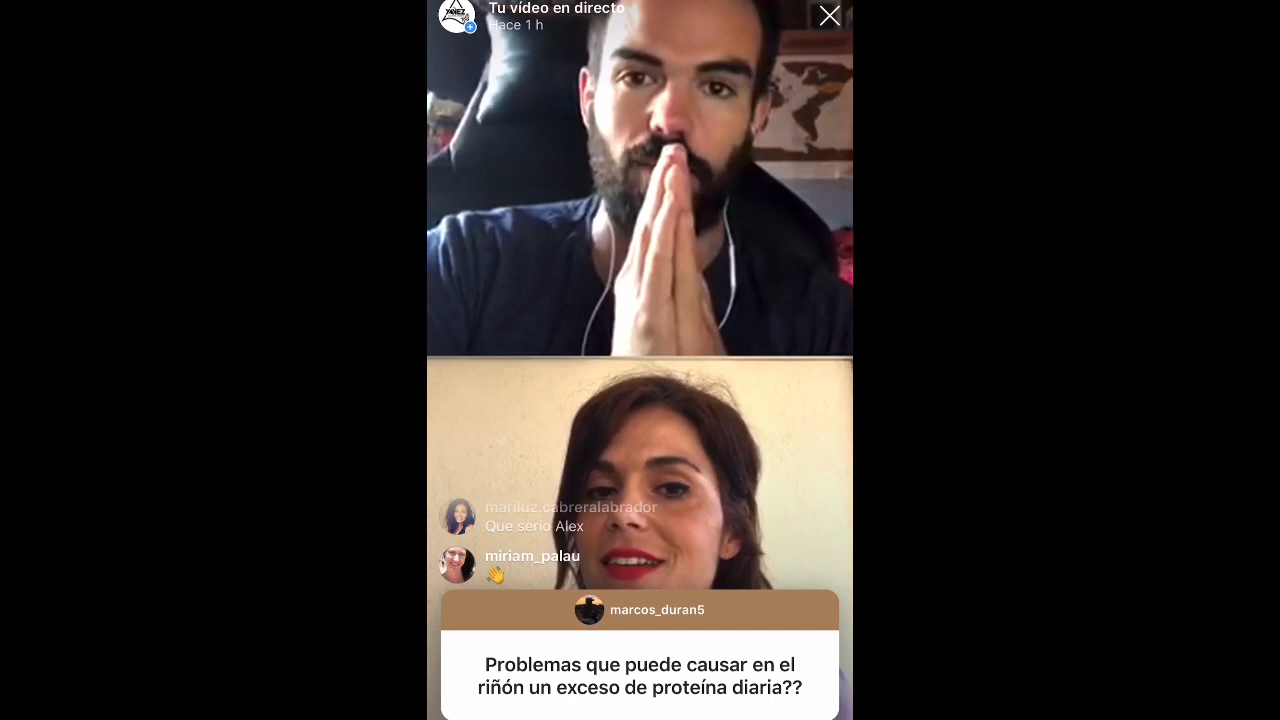 YAÑEZ
Tu vídeo en directo
Hace 1 h
mariluz.cabreralabrador
Que serio Alex
miriam_palau
marcos_duran5
Problemas que puede causar en el
riñón un exceso de proteína diaria??